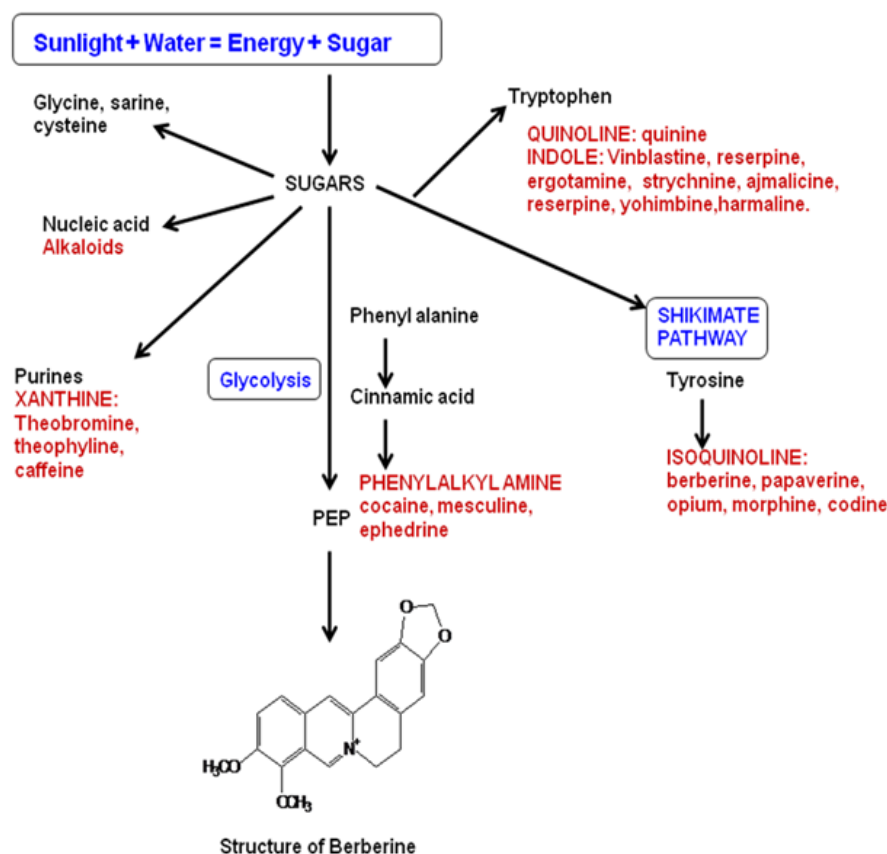 Sunlight + Water = Energy + Sugar
Glycine, sarine,
cysteine
Tryptophen
QUINOLINE: quinine
INDOLE: Vinblastine, reserpine,
ergotamine, strychnine, ajmalicine,
reserpine, yohimbine,harmaline.
SUGARS
Nucleic acid
Alkaloids
Phenyl alanine
SHIKIMATE
PATHWAY
Purines
XANTHINE:
Theobromine,
theophyline,
caffeine
Glycolysis
Cinnamic acid
Tyrosine
PHENYLALKYLAMINE
cocaine, mesculine,
ephedrine
ISOQUINOLINE:
berberine, papaverine,
opium, morphine, codine
PEP
O
O
N+
H3CO
OCH3
Structure of Berberine